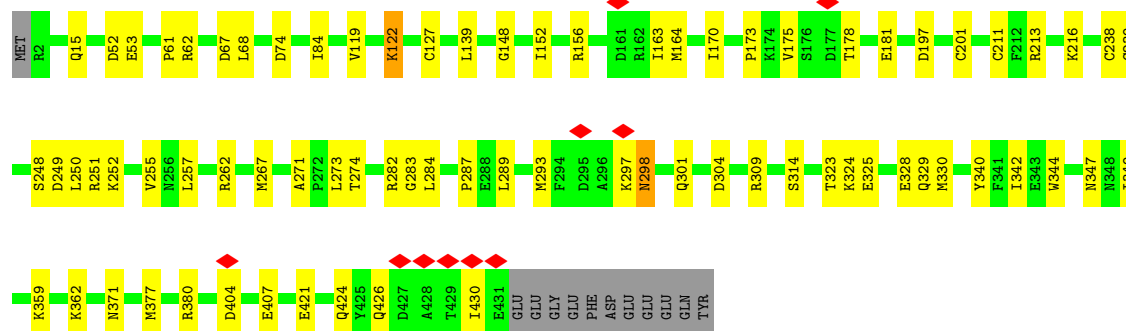 MET R2 Q15 D52 E53 P61 R62 D67 L68 D74 I84 V119 K122 C127 L139 G148 I152 R156 D161 R162 I163 M164 I170 P173 K174 V175 S176 D177 T178 E181 D197 C201 C211 F212 R213 K216 C238
S248 D249 L250 R251 K252 V255 N256 L257 R262 M267 A271 P272 L273 T274 R282 G283 L284 P287 E288 L289 M293 F294 D295 A296 K297 N298 Q301 D304 R309 S314 T323 K324 E325 E328 Q329 M330 Y340 F341 I342 E343 W344 N347 N348
K359 K362 N371 M377 R380 D404 E407 E421 Q424 Y425 Q426 D427 A428 T429 I430 E431 GLU GLU GLY GLU PHE ASP GLU GLU GLU GLN TYR